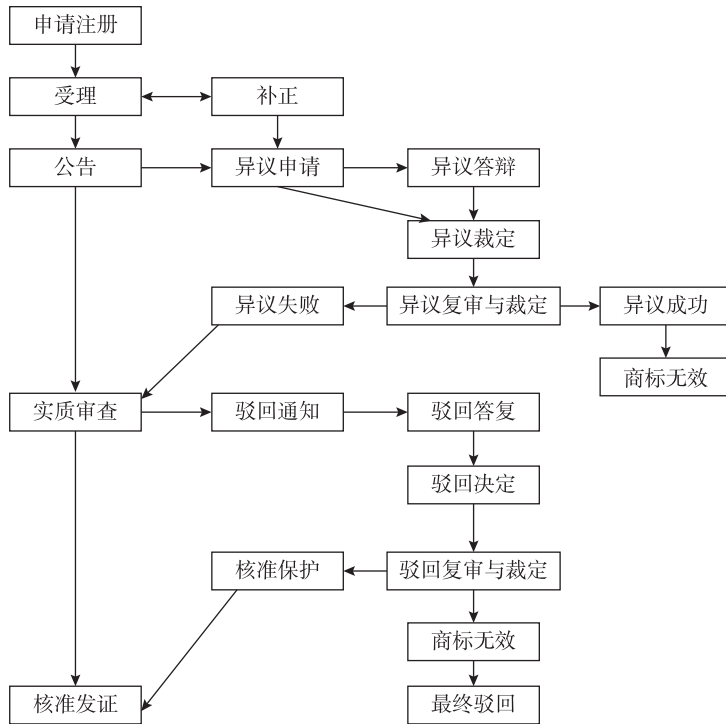 申请注册
受理
补正
公告
异议申请
异议答辩
异议裁定
异议失败
异议复审与裁定
异议成功
商标无效
实质审查
驳回通知
驳回答复
驳回决定
核准保护
驳回复审与裁定
商标无效
核准发证
最终驳回